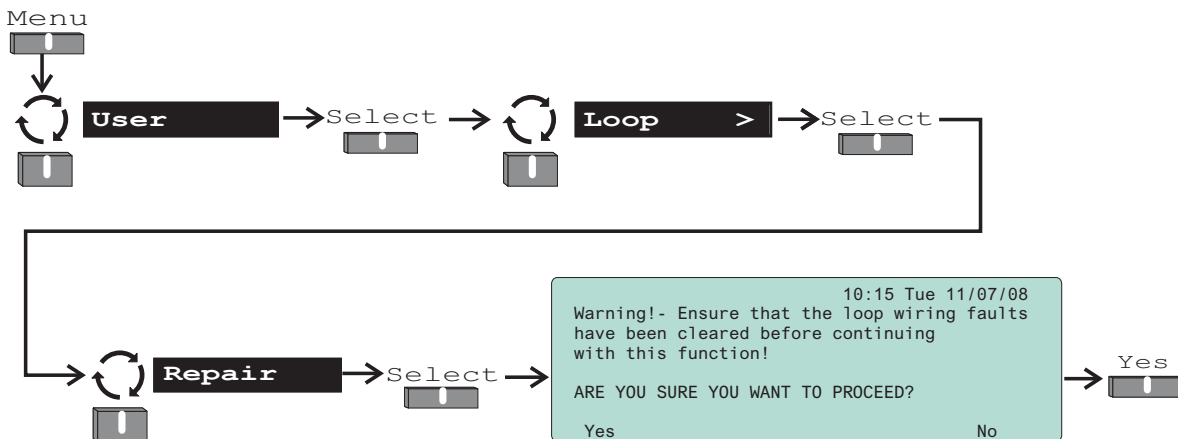 Menu
User Select Loop > Select
Repair Select
10:15 Tue 11/07/08
Warning!- Ensure that the loop wiring faults
have been cleared before continuing
with this function!
ARE YOU SURE YOU WANT TO PROCEED?
Yes No
Yes